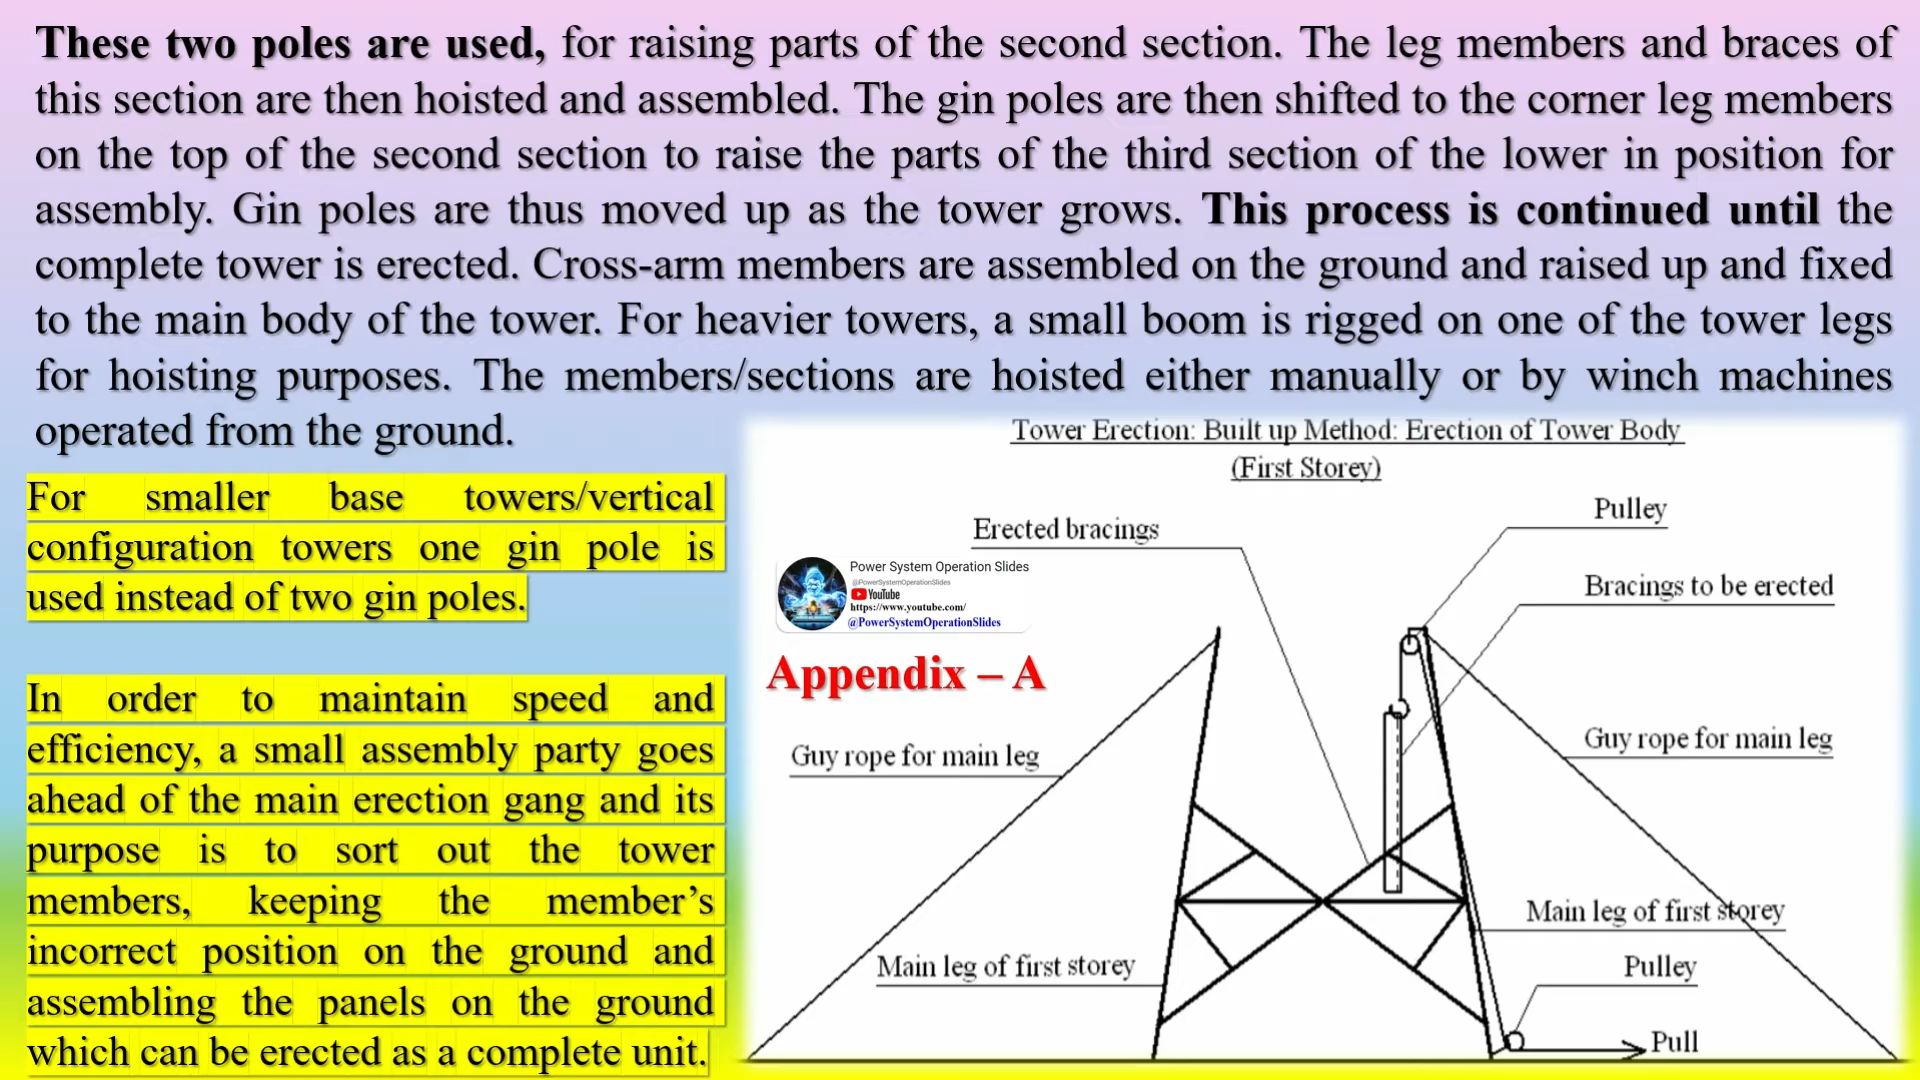 These two poles are used, for raising parts of the second section. The leg members and braces of
this section are then hoisted and assembled. The gin poles are then shifted to the corner leg members
on the top of the second section to raise the parts of the third section of the lower in position for
assembly. Gin poles are thus moved up as the tower grows. This process is continued until the
complete tower is erected. Cross-arm members are assembled on the ground and raised up and fixed
to the main body of the tower. For heavier towers, a small boom is rigged on one of the tower legs
for hoisting purposes. The members/sections are hoisted either manually or by winch machines
operated from the ground.
For smaller base towers/vertical
configuration towers one gin pole is
used instead of two gin poles.
In order to maintain speed and
efficiency, a small assembly party goes
ahead of the main erection gang and its
purpose is to sort out the tower
members, keeping the member’s
incorrect position on the ground and
assembling the panels on the ground
which can be erected as a complete unit.
Tower Erection: Built up Method: Erection of Tower Body
(First Storey)
Pulley
Erected bracings
Power System Operation Slides
@PowerSystemOperationSlides
YouTube
https://www.youtube.com/
@PowerSystemOperationSlides
Bracings to be erected
Appendix – A
Guy rope for main leg
Guy rope for main leg
Main leg of first storey
Main leg of first storey
Pulley
Pull